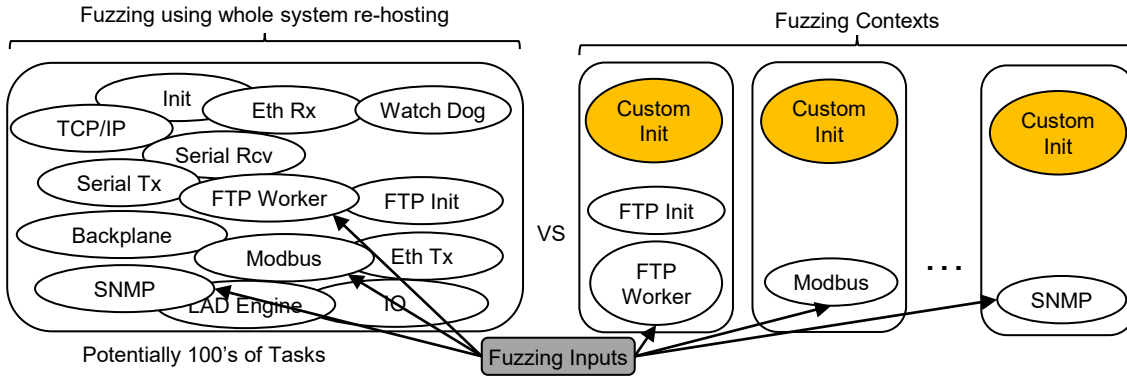 Fuzzing using whole system re-hosting
Fuzzing Contexts
Init
Eth Rx
Watch Dog
TCP/IP
Serial Rcv
Serial Tx
FTP Worker
FTP Init
Backplane
Modbus
Eth Tx
SNMP
LAD Engine
IO
Potentially 100's of Tasks
VS
Custom
Init
FTP Init
FTP
Worker
Custom
Init
Modbus
...
Custom
Init
SNMP
Fuzzing Inputs